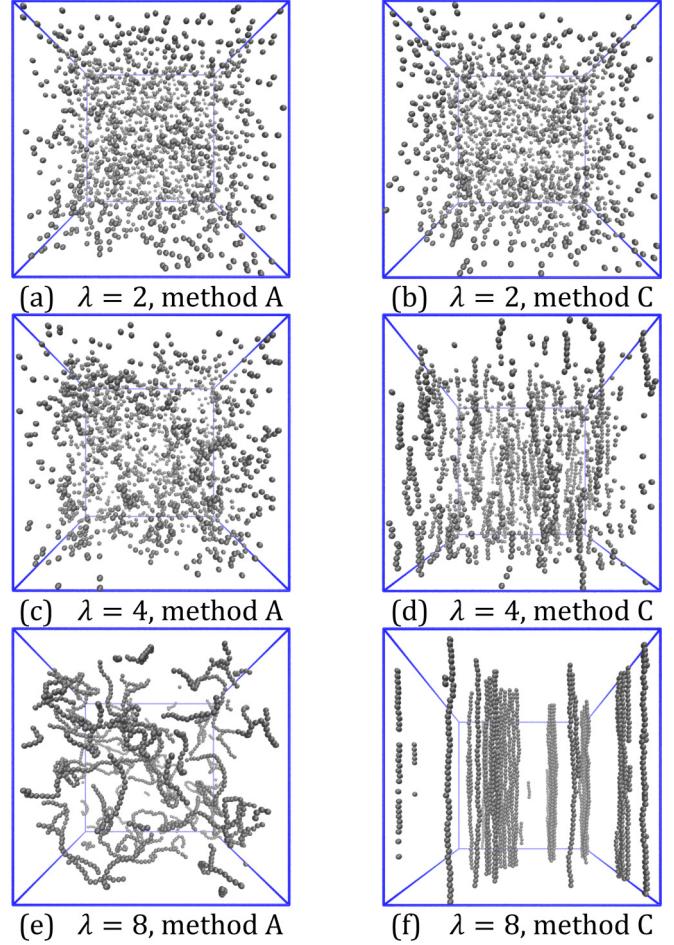 (a) λ = 2, method A
(b) λ = 2, method C
(c) λ = 4, method A
(d) λ = 4, method C
(e) λ = 8, method A
(f) λ = 8, method C